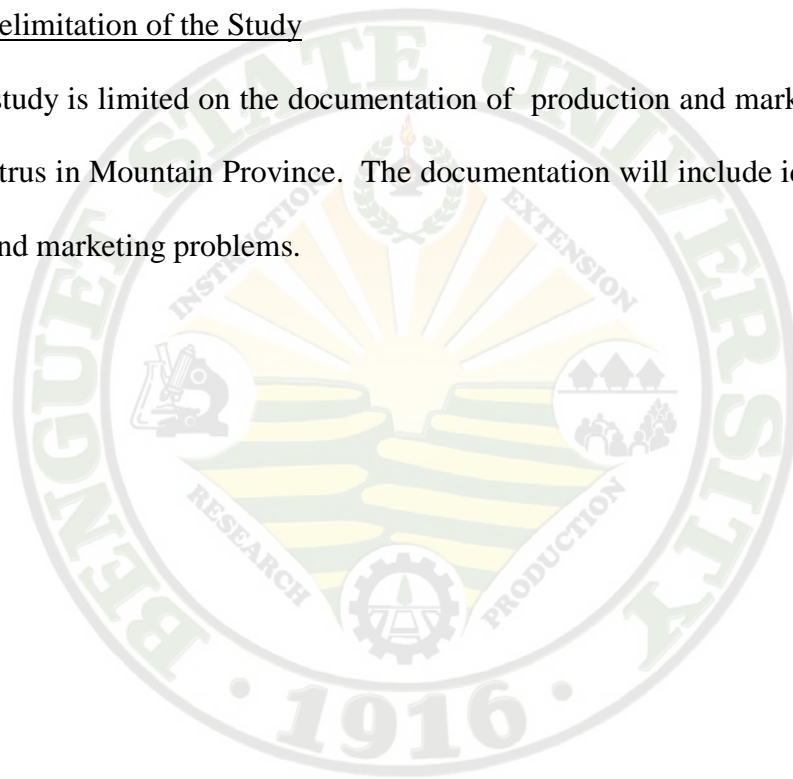 elimitation of the Study
study is limited on the documentation of production and mark
trus in Mountain Province. The documentation will include ic
nd marketing problems.
BENGUET STATE UNIVERSITY
INSTRUCTION
EXTENSION
RESEARCH
PRODUCTION
1916